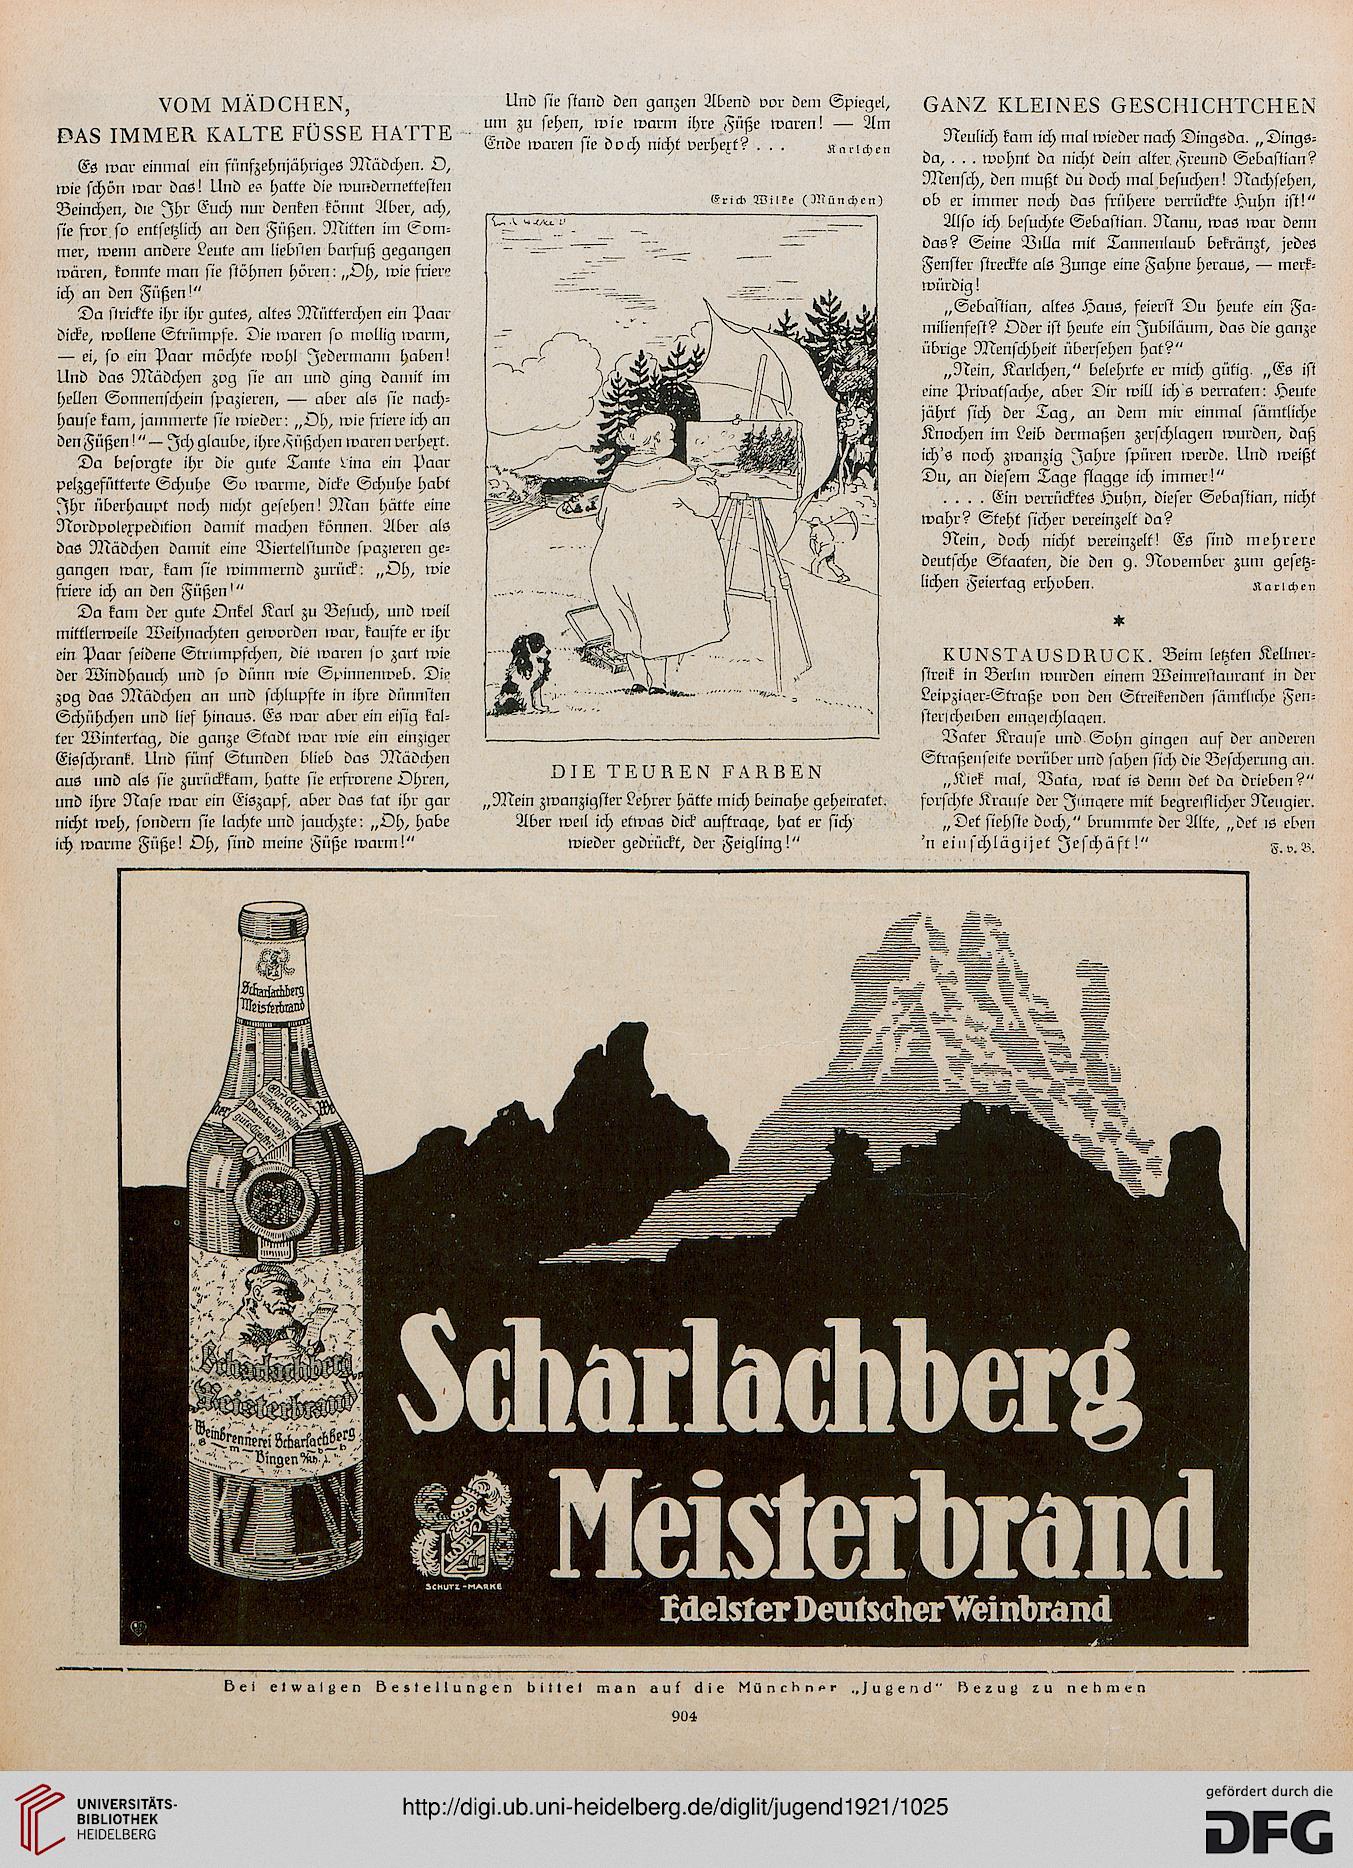 VOM MÄDCHEN,
DAS IMMER KALTE FÜSSE HATTE
Es war einmal ein fünfzehnjähriges Mädchen. O,
wie schön war das! Und es hatte die wundernettesten
Beinchen, die Ihr Euch nur denken könnt Aber, ach,
sie fror so entsetzlich an den Füßen. Mitten im Som-
mer, wenn andere Leute am liebsten barfuß gegangen
wären, konnte man sie stöhnen hören: „Oh, wie friere
ich an den Füßen!"
Da strickte ihr ihr gutes, altes Mütterchen ein Paar
dicke, wollene Strümpfe. Die waren so mollig warm,
— ei, so ein Paar möchte wohl Jedermann haben!
Und das Mädchen zog sie an und ging damit im
hellen Sonnenschein spazieren, — aber als sie nach-
hause kam, jammerte sie wieder: „Oh, wie friere ich an
den Füßen!" — Ich glaube, ihre Füßchen waren verhext.
Da besorgte ihr die gute Tante Lina ein Paar
pelzgefütterte Schuhe So warme, dicke Schuhe habt
Ihr überhaupt noch nicht gesehen! Man hätte eine
Nordpolexpedition damit machen können. Aber als
das Mädchen damit eine Viertelstunde spazieren ge-
gangen war, kam sie wimmernd zurück: „Oh, wie
friere ich an den Füßen!"
Da kam der gute Onkel Karl zu Besuch, und weil
mittlerweile Weihnachten geworden war, kaufte er ihr
ein Paar seidene Strümpfchen, die waren so zart wie
der Windhauch und so dünn wie Spinnenweb. Die
zog das Mädchen an und schlupfte in ihre dünnsten
Schühchen und lief hinaus. Es war aber ein eisig kal-
ter Wintertag, die ganze Stadt war wie ein einziger
Eisschrank. Und fünf Stunden blieb das Mädchen
aus und als sie zurückkam, hatte sie erfrorene Ohren,
und ihre Nase war ein Eiszapf, aber das tat ihr gar
nicht weh, sondern sie lachte und jauchzte: „Oh, habe
ich warme Füße! Oh, sind meine Füße warm!"
Und sie stand den ganzen Abend vor dem Spiegel,
um zu sehen, wie warm ihre Füße waren! — Am
Ende waren sie doch nicht verhext? . . .
Karlchen
Erich Wilke (München)
Erich Wilke
DIE TEUREN FARBEN
„Mein zwanzigster Lehrer hätte mich beinahe geheiratet.
Aber weil ich etwas dick auftrage, hat er sich
wieder gedrückt, der Feigling!"
GANZ KLEINES GESCHICHTCHEN
Neulich kam ich mal wieder nach Dingsda. „Dings-
da, . . . wohnt da nicht dein alter Freund Sebastian?
Mensch, den mußt du doch mal besuchen! Nachsehen,
ob er immer noch das frühere verrückte Huhn ist!"
Also ich besuchte Sebastian. Nanu, was war denn
das? Seine Villa mit Tannenlaub bekränzt, jedes
Fenster streckte als Zunge eine Fahne heraus, — merk-
würdig!
„Sebastian, altes Haus, feierst Du heute ein Fa-
milienfest? Oder ist heute ein Jubiläum, das die ganze
übrige Menschheit übersehen hat?"
„Nein, Karlchen," belehrte er mich gütig. „Es ist
eine Privatsache, aber Dir will ich's verraten: Heute
jährt sich der Tag, an dem mir einmal sämtliche
Knochen im Leib dermaßen zerschlagen wurden, daß
ich's noch zwanzig Jahre spüren werde. Und weißt
Du, an diesem Tage flagge ich immer!"
. . . . Ein verrücktes Huhn, dieser Sebastian, nicht
wahr? Steht sicher vereinzelt da?
Nein, doch nicht vereinzelt! Es sind mehrere
deutsche Staaten, die den 9. November zum gesetz-
lichen Feiertag erhoben.
Karlchen
*
KUNSTAUSDRUCK. Beim letzten Kellner-
streik in Berlin wurden einem Weinrestaurant in der
Leipziger-Straße von den Streikenden sämtliche Fen-
sterscheiben eingeschlagen.
Vater Krause und Sohn gingen auf der anderen
Straßenseite vorüber und sahen sich die Bescherung an.
„Kiek mal, Vata, wat is denn det da drieben?"
forschte Krause der Jüngere mit begreiflicher Neugier.
„Det siehste doch," brummte der Alte, „det is eben
'n einschlägijet Jeschäft!"
F. v. B.
Scharlachberg
Meisterbrand
Scharlachberg
Meisterbrand
Weinbrennerei Scharlachberg
G—m—b—h
Bingen a/Rh.
Scharlachberg
Meisterbrand
SCHUTZ-MARKE
Edelster Deutscher Weinbrand
Bei etwaigen Bestellungen bittet man auf die Münchner „Jugend" Bezug zu nehmen
904
UNIVERSITÄTS-
BIBLIOTHEK
HEIDELBERG
http://digi.ub.uni-heidelberg.de/diglit/jugend1921/1025
gefördert durch die
DFG